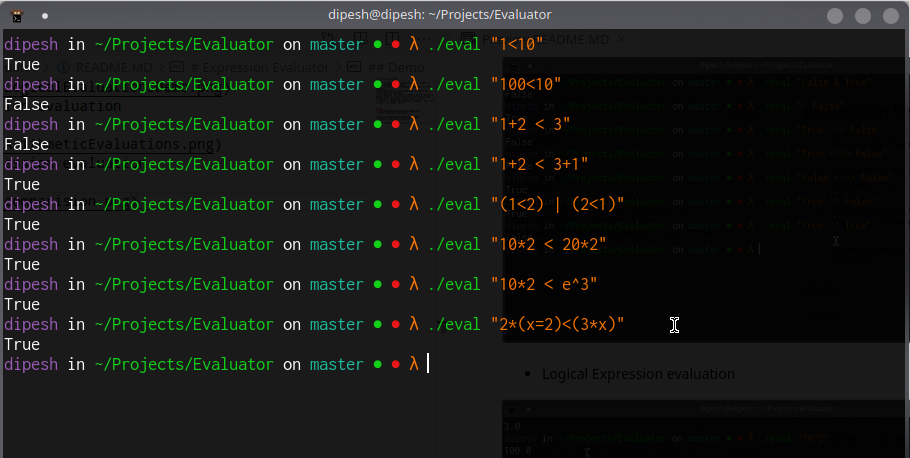 dipesh@dipesh: ~/Projects/Evaluator
dipesh in ~/Projects/Evaluator on master ● ● λ ./eval "1<10"
True
dipesh in ~/Projects/Evaluator on master ● ● λ ./eval "100<10"
False
dipesh in ~/Projects/Evaluator on master ● ● λ ./eval "1+2 < 3"
False
dipesh in ~/Projects/Evaluator on master ● ● λ ./eval "1+2 < 3+1"
True
dipesh in ~/Projects/Evaluator on master ● ● λ ./eval "(1<2) | (2<1)"
True
dipesh in ~/Projects/Evaluator on master ● ● λ ./eval "10*2 < 20*2"
True
dipesh in ~/Projects/Evaluator on master ● ● λ ./eval "10*2 < e^3"
True
dipesh in ~/Projects/Evaluator on master ● ● λ ./eval "2*(x=2)<(3*x)"
True
dipesh in ~/Projects/Evaluator on master ● ● λ
README.MD > # Expression Evaluator > ## Demo
eticEvaluations.png)
• Logical Expression evaluation